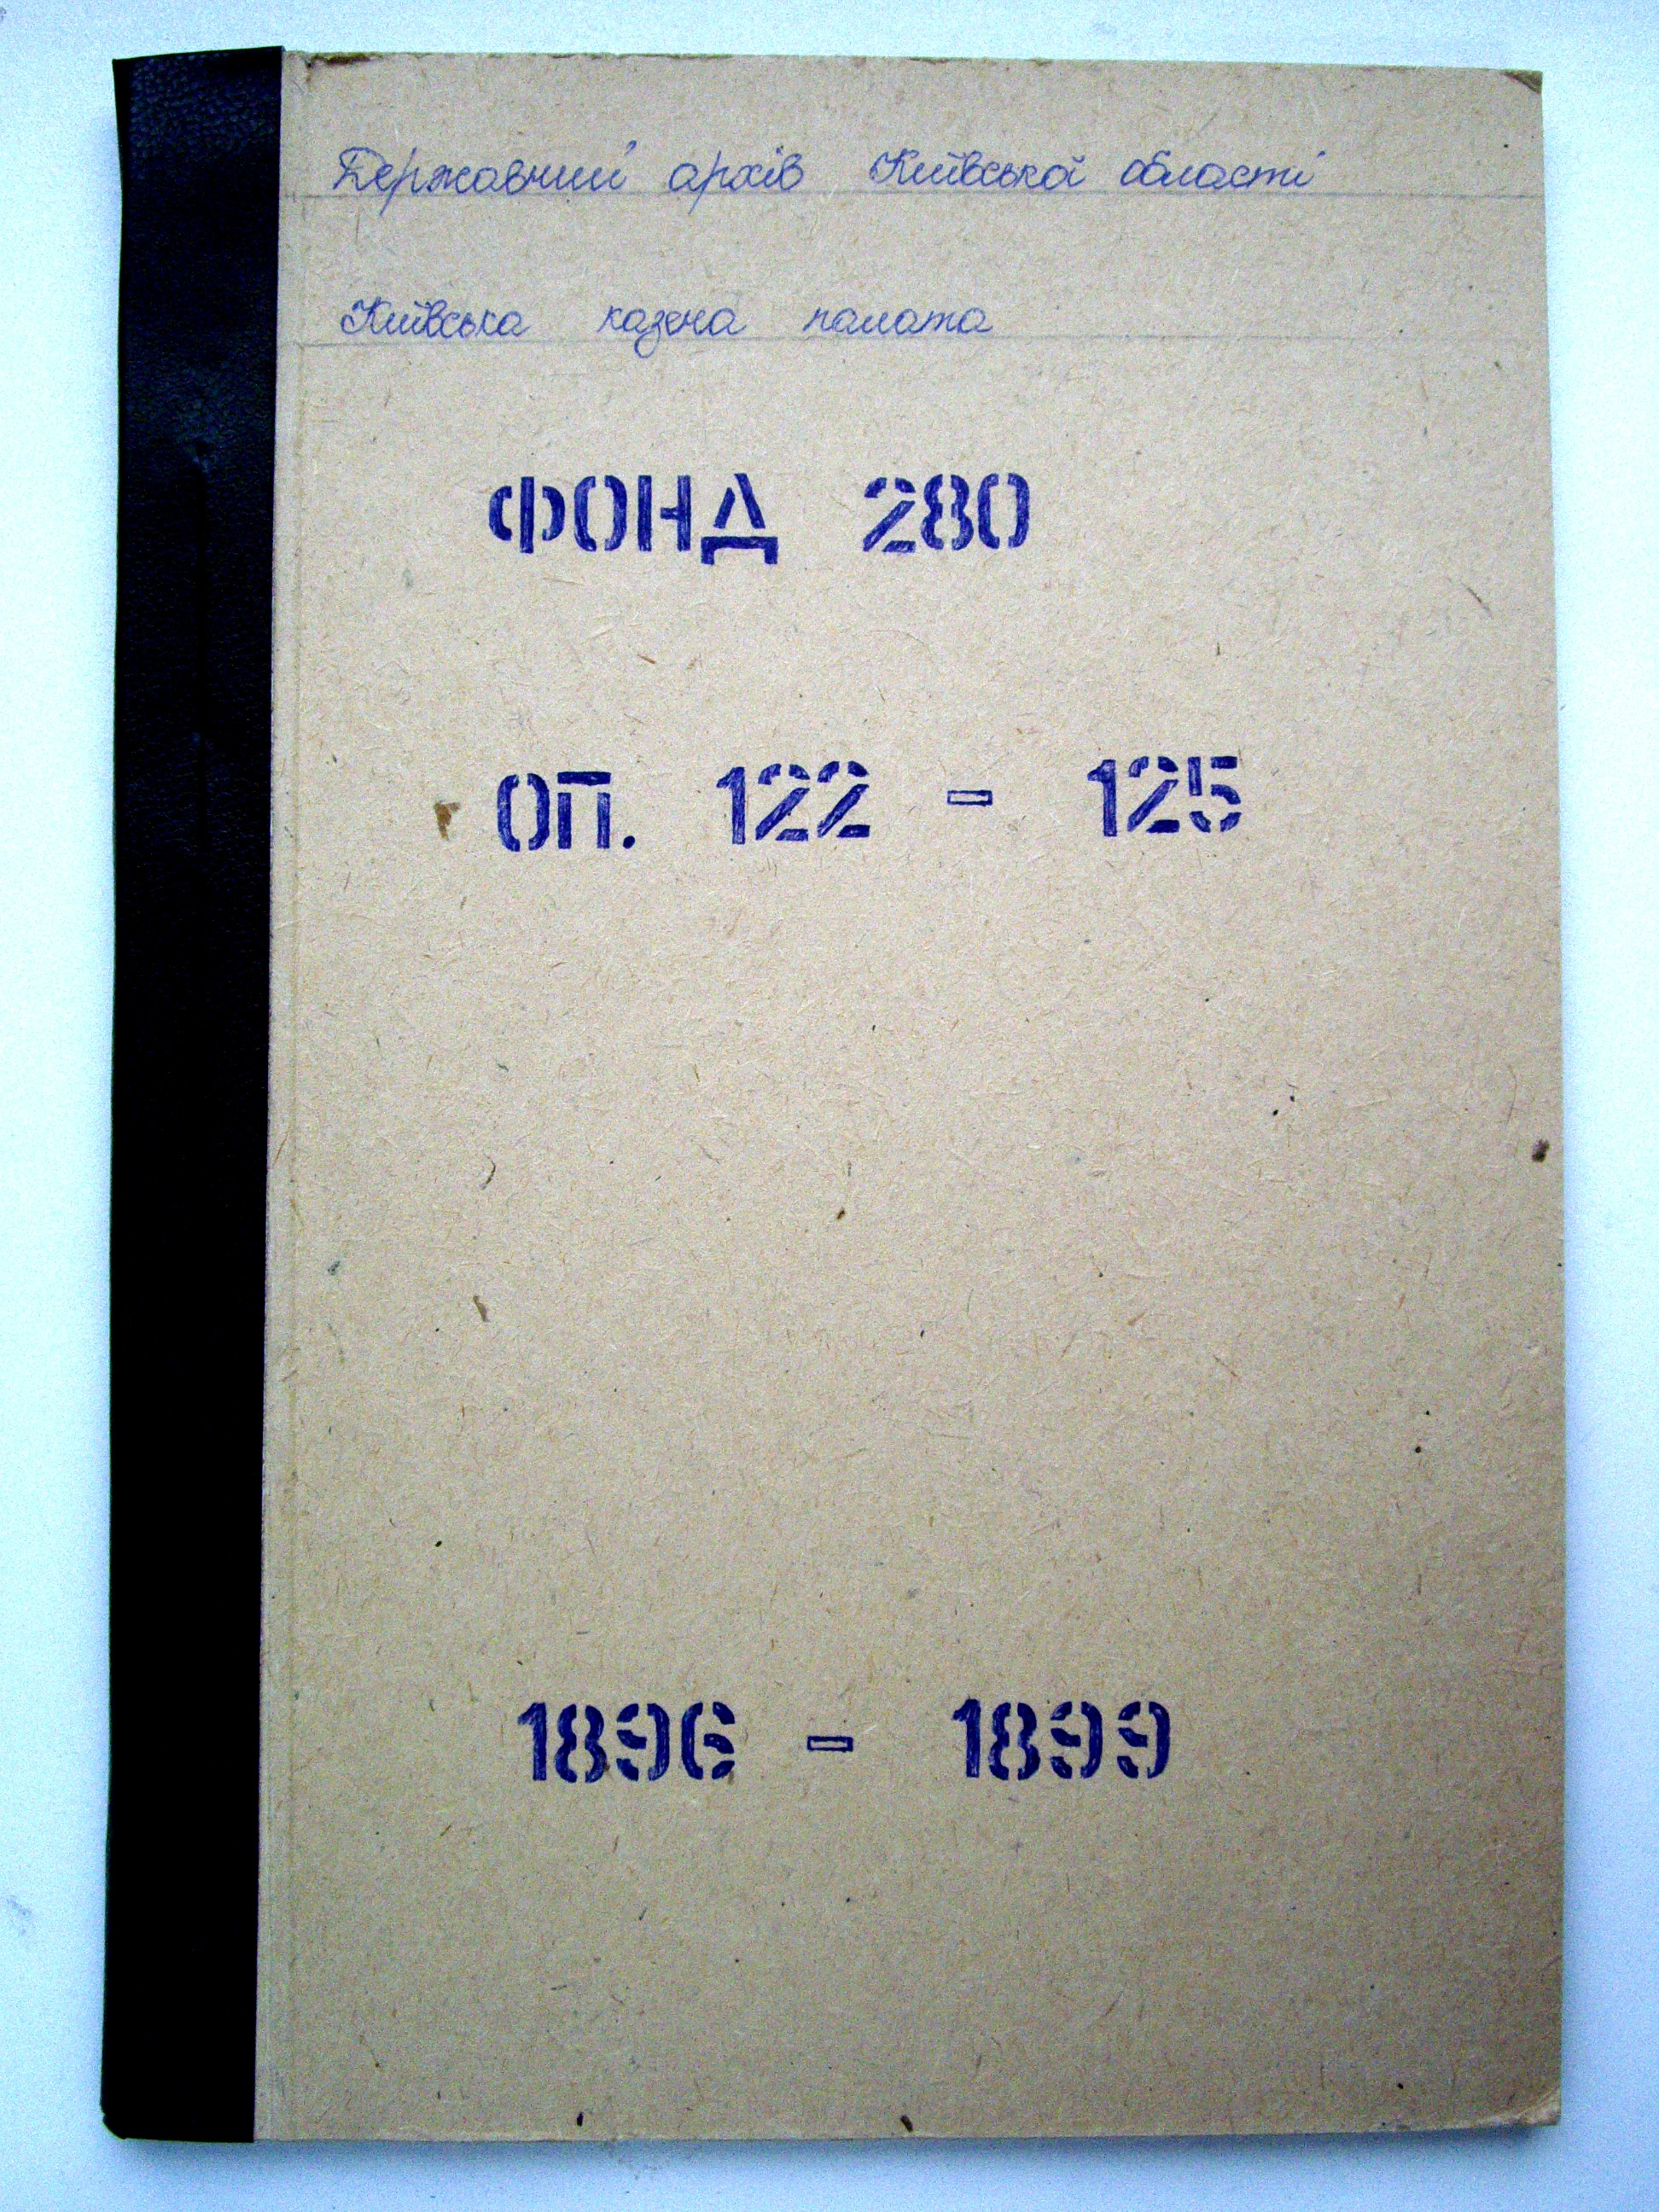 Державний архів Київської області
Київська казена палата
ФОНД 280
ОП. 122 - 125
1896 - 1899